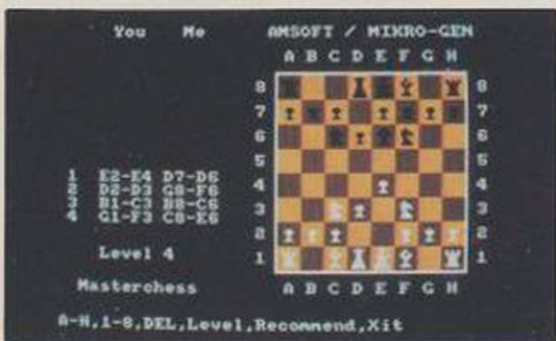 You Me AMSOFT / MIKRO-GEN
A B C D E F G H
8 8
7 7
6 6
5 5
4 4
3 3
2 2
1 1
1 E2-E4 D7-D6
2 D2-D3 G8-F6
3 B1-C3 B8-C6
4 G1-F3 C8-E6
Level 4
Masterchess
A B C D E F G H
A-H,1-8,DEL,Level,Recommend,Xit